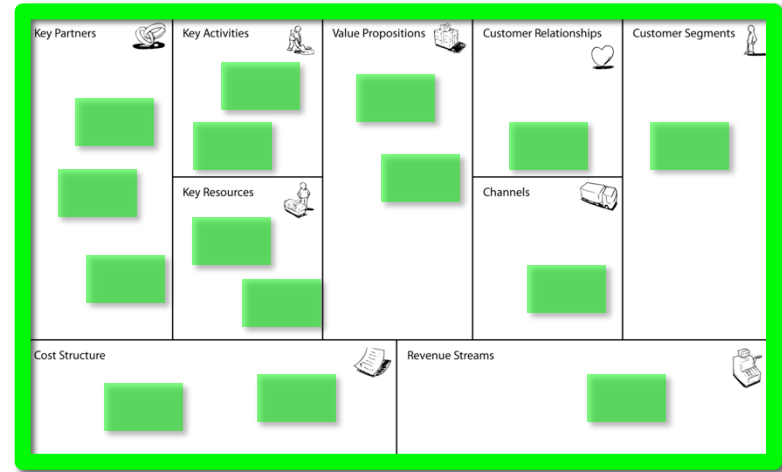 Key Partners
Key Activities
Value Propositions
Customer Relationships
Customer Segments
Key Resources
Channels
Cost Structure
Revenue Streams